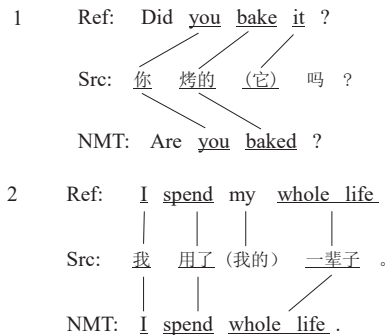 1 Ref: Did you bake it ?
Src: 你 烤的 (它) 吗 ?
NMT: Are you baked ?
2 Ref: I spend my whole life
Src: 我 用了 (我的) 一辈子 。
NMT: I spend whole life .